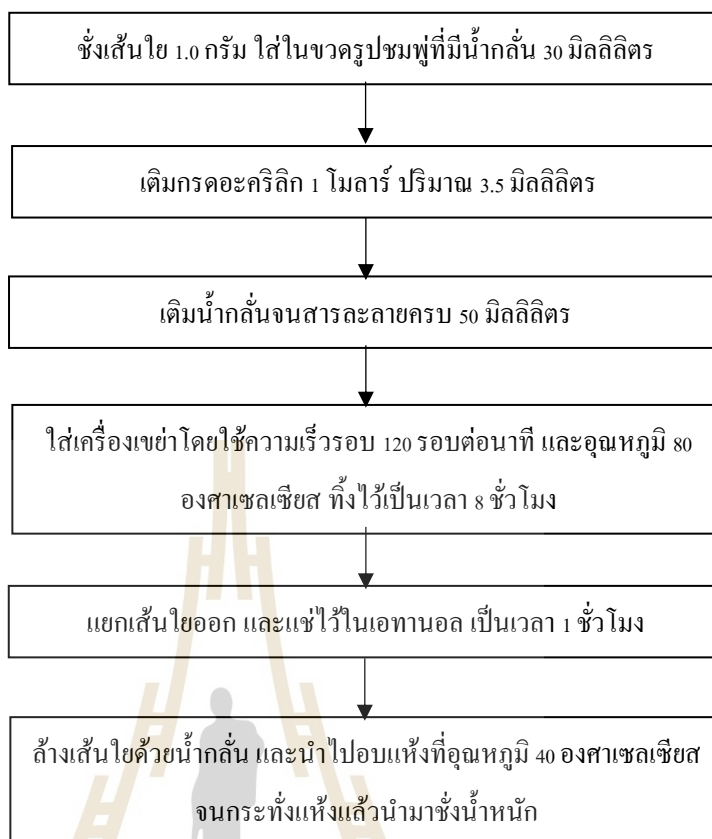 ชั่งเส้นใย 1.0 กรัม ใส่ในขวดรูปชมพู่ที่มีน้ำกลั่น 30 มิลลิลิตร
เติมกรดอะคริลิก 1 โมลาร์ ปริมาณ 3.5 มิลลิลิตร
เติมน้ำกลั่นจนสารละลายครบ 50 มิลลิลิตร
ใส่เครื่องเขย่าโดยใช้ความเร็วรอบ 120 รอบต่อนาที และอุณหภูมิ 80
องศาเซลเซียส ทิ้งไว้เป็นเวลา 8 ชั่วโมง
แยกเส้นใยออก และแช่ไว้ในเอทานอล เป็นเวลา 1 ชั่วโมง
ล้างเส้นใยด้วยน้ำกลั่น และนำไปอบแห้งที่อุณหภูมิ 40 องศาเซลเซียส
จนกระทั่งแห้งแล้วนำมาชั่งน้ำหนัก